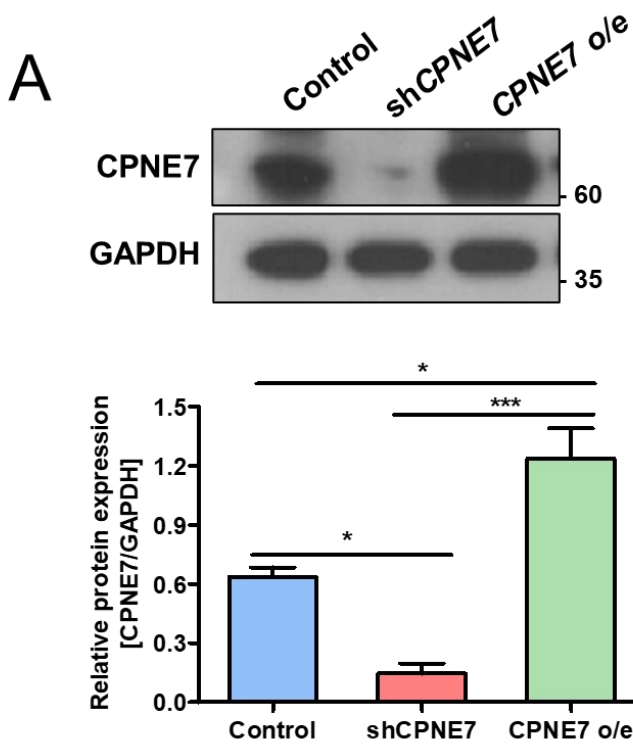 A
Control
shCPNE7
CPNE7 o/e
CPNE7
60
GAPDH
35
*
***
*
Relative protein expression
[CPNE7/GAPDH]
1.5
1.2
0.9
0.6
0.3
0.0
Control
shCPNE7
CPNE7 o/e